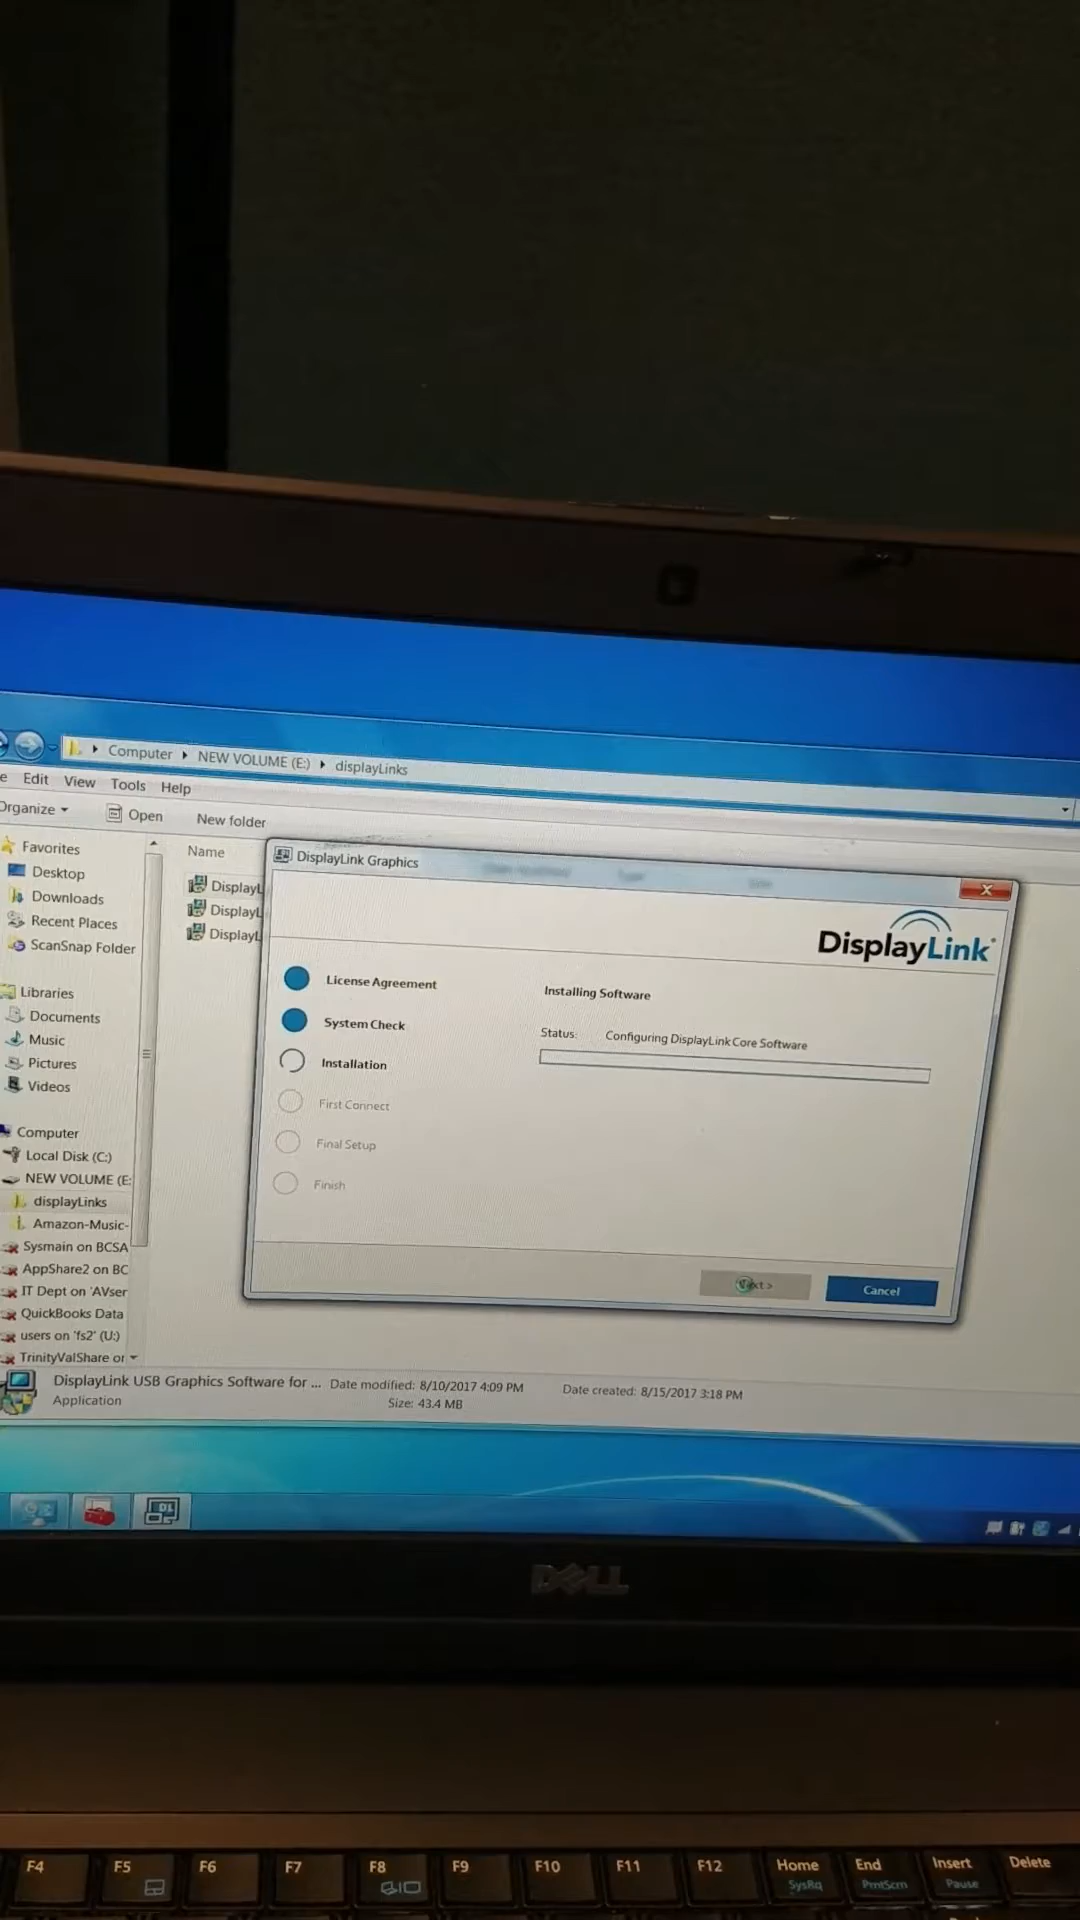 Computer ▸ NEW VOLUME (E:) ▸ displayLinks
Edit View Tools Help
Organize Open New folder
Favorites
Desktop
Downloads
Recent Places
ScanSnap Folder
Libraries
Documents
Music
Pictures
Videos
Computer
Local Disk (C:)
NEW VOLUME (E:
displayLinks
Amazon-Music-
Sysmain on BCSA
AppShare2 on BC
IT Dept on 'AVser
QuickBooks Data
users on 'fs2' (U:)
TrinityValShare or
Name
DisplayL
DisplayL
DisplayL
DisplayLink Graphics
DisplayLink
License Agreement
System Check
Installation
First Connect
Final Setup
Finish
Installing Software
Status: Configuring DisplayLink Core Software
Next >
Cancel
DisplayLink USB Graphics Software for ... Date modified: 8/10/2017 4:09 PM Date created: 8/15/2017 3:18 PM
Application Size: 43.4 MB
DL
DELL
F4 F5 F6 F7 F8 F9 F10 F11 F12 Home End Insert Delete
SysRq PrntScrn Pause